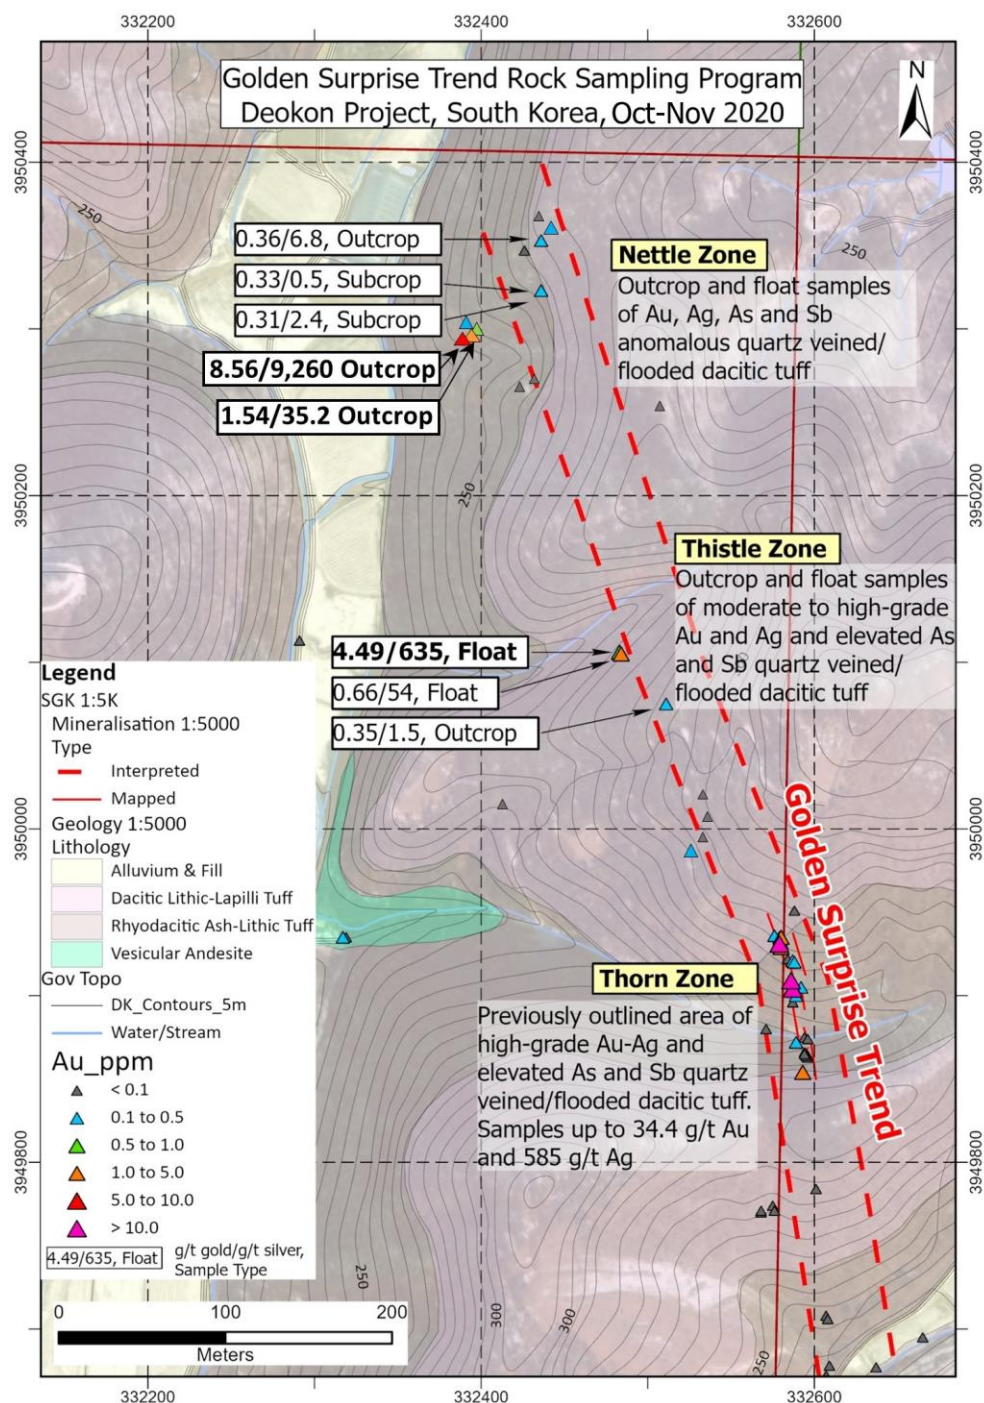 332200
332400
332600
Golden Surprise Trend Rock Sampling Program
Deokon Project, South Korea, Oct-Nov 2020
N
3950400
3950400
250
250
0.36/6.8, Outcrop
0.33/0.5, Subcrop
0.31/2.4, Subcrop
8.56/9,260 Outcrop
1.54/35.2 Outcrop
Nettle Zone
Outcrop and float samples
of Au, Ag, As and Sb
anomalous quartz veined/
flooded dacitic tuff
3950200
3950200
250
Thistle Zone
Outcrop and float samples
of moderate to high-grade
Au and Ag and elevated As
and Sb quartz veined/
flooded dacitic tuff
4.49/635, Float
0.66/54, Float
0.35/1.5, Outcrop
3950000
3950000
Golden Surprise Trend
Thorn Zone
Previously outlined area of
high-grade Au-Ag and
elevated As and Sb quartz
veined/flooded dacitic tuff.
Samples up to 34.4 g/t Au
and 585 g/t Ag
3949800
3949800
Legend
SGK 1:5K
Mineralisation 1:5000
Type
Interpreted
Mapped
Geology 1:5000
Lithology
Alluvium & Fill
Dacitic Lithic-Lapilli Tuff
Rhyodacitic Ash-Lithic Tuff
Vesicular Andesite
Gov Topo
DK_Contours_5m
Water/Stream
Au_ppm
< 0.1
0.1 to 0.5
0.5 to 1.0
1.0 to 5.0
5.0 to 10.0
> 10.0
4.49/635, Float
g/t gold/g/t silver,
Sample Type
250
300
300
250
0
100
200
Meters
332200
332400
332600